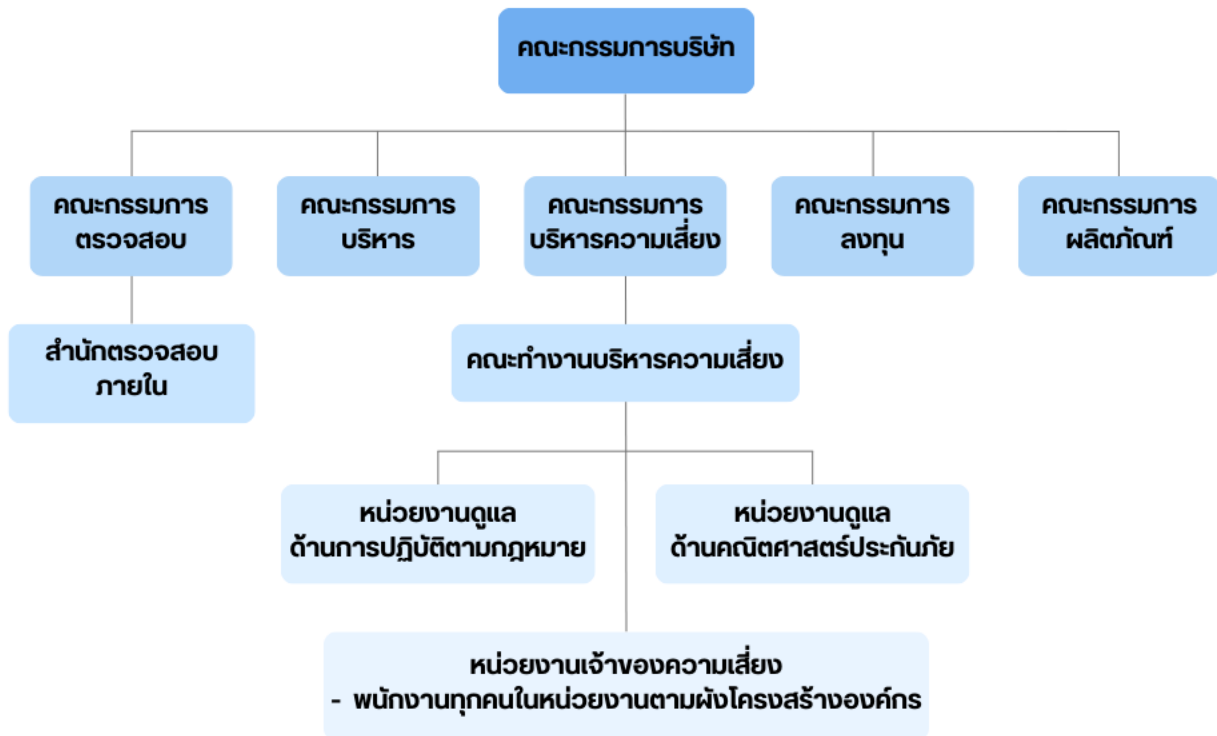 คณะกรรมการบริษัท
คณะกรรมการ
ตรวจสอบ
คณะกรรมการ
บริหาร
คณะกรรมการ
บริหารความเสี่ยง
คณะกรรมการ
ลงทุน
คณะกรรมการ
ผลิตภัณฑ์
สำนักตรวจสอบ
ภายใน
คณะทำงานบริหารความเสี่ยง
หน่วยงานดูแล
ด้านการปฏิบัติตามกฎหมาย
หน่วยงานดูแล
ด้านคณิตศาสตร์ประกันภัย
หน่วยงานเจ้าของความเสี่ยง
- พนักงานทุกคนในหน่วยงานตามผังโครงสร้างองค์กร